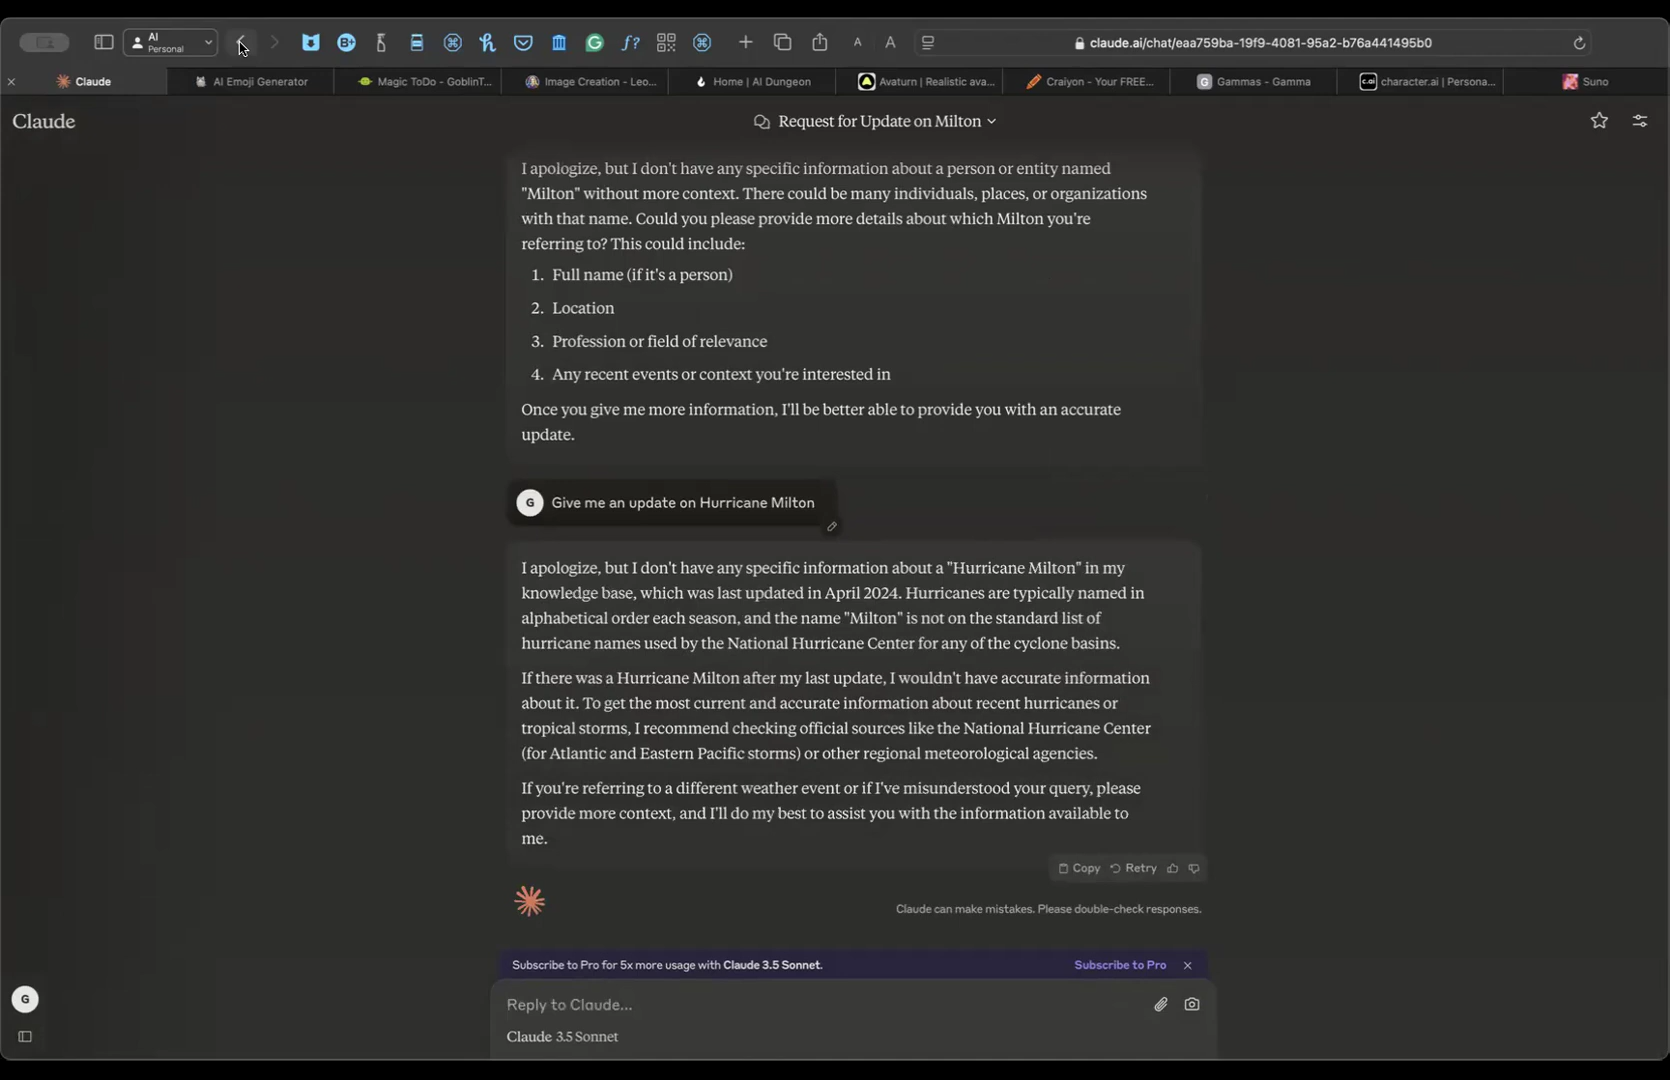 AI
Personal
A
A
claude.ai/chat/eaa759ba-19f9-4081-95a2-b76a441495b0
Claude
AI Emoji Generator
Magic ToDo - GoblinT...
Image Creation - Leo...
Home | AI Dungeon
Avaturn | Realistic ava...
Craiyon - Your FREE...
G
Gammas - Gamma
c.ai
character.ai | Persona...
Suno
Claude
Request for Update on Milton
I apologize, but I don't have any specific information about a person or entity named
"Milton" without more context. There could be many individuals, places, or organizations
with that name. Could you please provide more details about which Milton you're
referring to? This could include:
1. Full name (if it's a person)
2. Location
3. Profession or field of relevance
4. Any recent events or context you're interested in
Once you give me more information, I'll be better able to provide you with an accurate
update.
G
Give me an update on Hurricane Milton
I apologize, but I don't have any specific information about a "Hurricane Milton" in my
knowledge base, which was last updated in April 2024. Hurricanes are typically named in
alphabetical order each season, and the name "Milton" is not on the standard list of
hurricane names used by the National Hurricane Center for any of the cyclone basins.
If there was a Hurricane Milton after my last update, I wouldn't have accurate information
about it. To get the most current and accurate information about recent hurricanes or
tropical storms, I recommend checking official sources like the National Hurricane Center
(for Atlantic and Eastern Pacific storms) or other regional meteorological agencies.
If you're referring to a different weather event or if I've misunderstood your query, please
provide more context, and I'll do my best to assist you with the information available to
me.
Copy
Retry
Claude can make mistakes. Please double-check responses.
Subscribe to Pro for 5x more usage with Claude 3.5 Sonnet.
Subscribe to Pro
G
Reply to Claude...
Claude 3.5 Sonnet